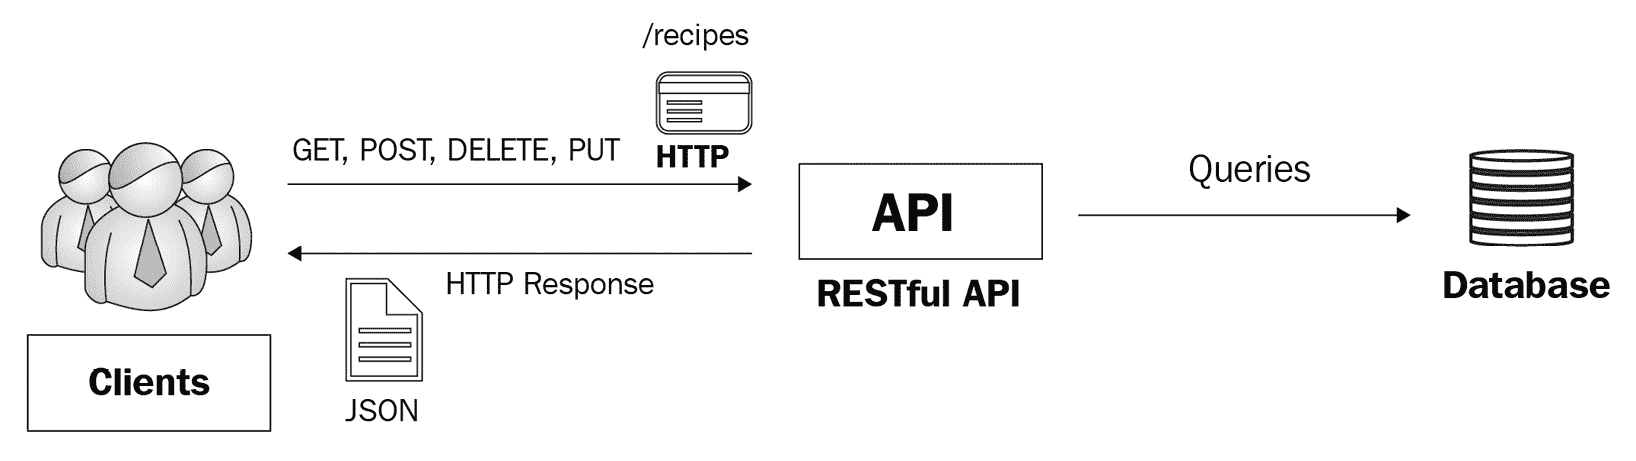 /recipes
GET, POST, DELETE, PUT
HTTP
Queries
API
HTTP Response
RESTful API
Database
Clients
JSON